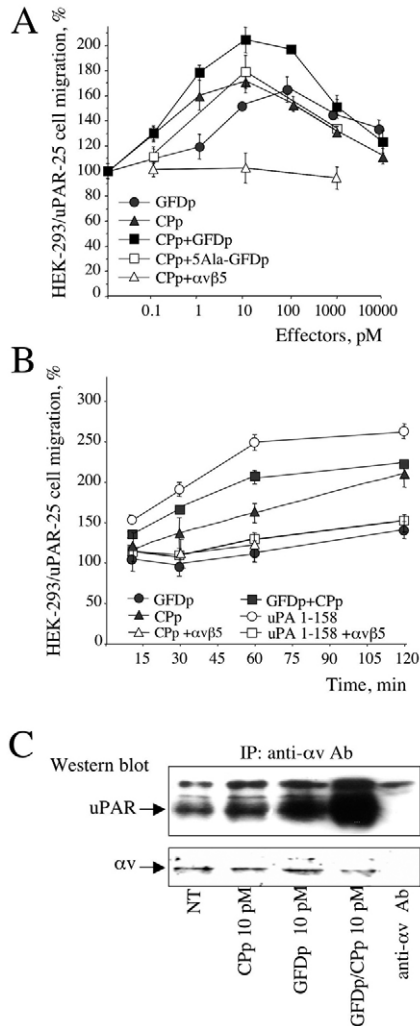 A
HEK-293/uPAR-25 cell migration, %
200
180
160
140
120
100
80
60
40
20
0
GFDp
CPp
CPp+GFDp
CPp+5Ala-GFDp
CPp+αvβ5
0.1 1 10 100 1000 10000
Effectors, pM
B
HEK-293/uPAR-25 cell migration, %
300
250
200
150
100
50
0
GFDp
CPp
CPp +αvβ5
GFDp+CPp
uPA 1-158
uPA 1-158 +αvβ5
15 30 45 60 75 90 105 120
Time, min
C
IP: anti-αv Ab
Western blot
uPAR
αv
NT
CPp 10 pM
GFDp 10 pM
GFDp/CPp 10 pM
anti-αv Ab